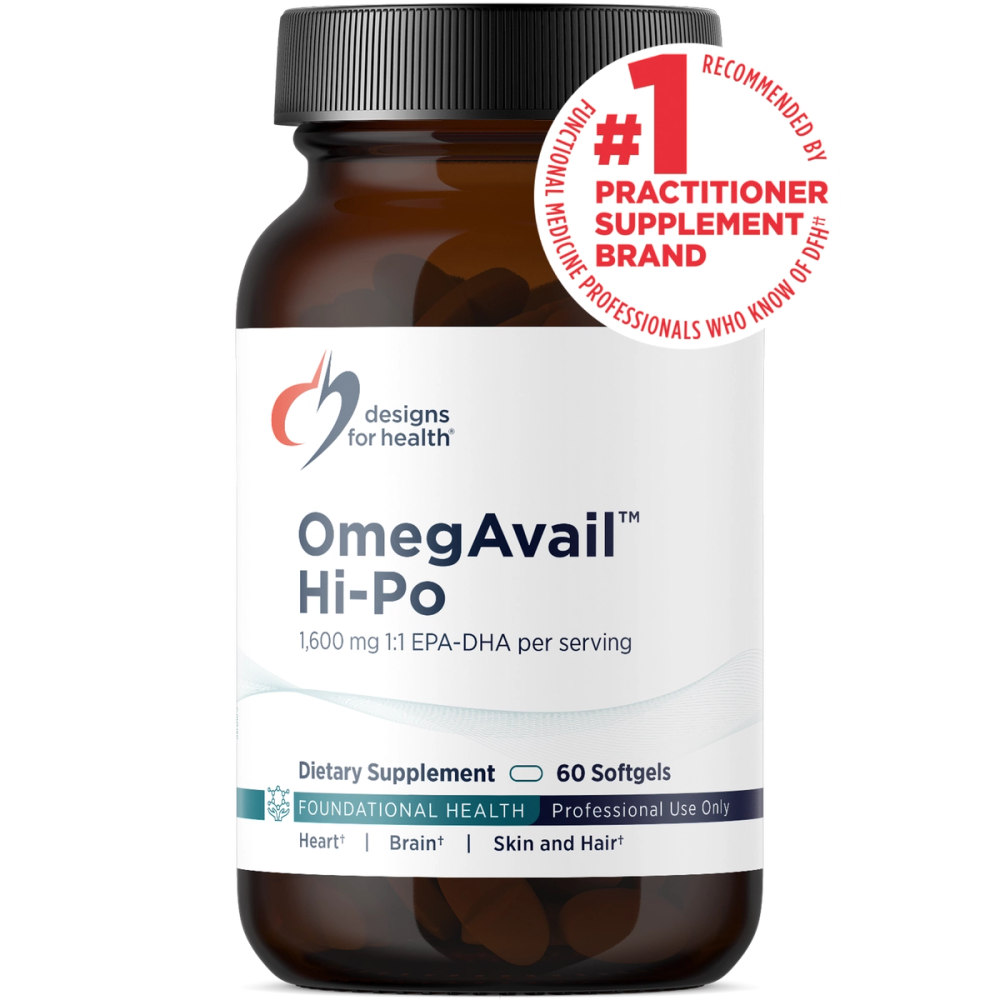 #1
PRACTITIONER
SUPPLEMENT
BRAND
RECOMMENDED BY
FUNCTIONAL MEDICINE PROFESSIONALS WHO KNOW OF DFH††
designs
for health®
OmegAvail™
Hi-Po
1,600 mg 1:1 EPA-DHA per serving
Dietary Supplement 60 Softgels
FOUNDATIONAL HEALTH Professional Use Only
Heart† | Brain† | Skin and Hair†